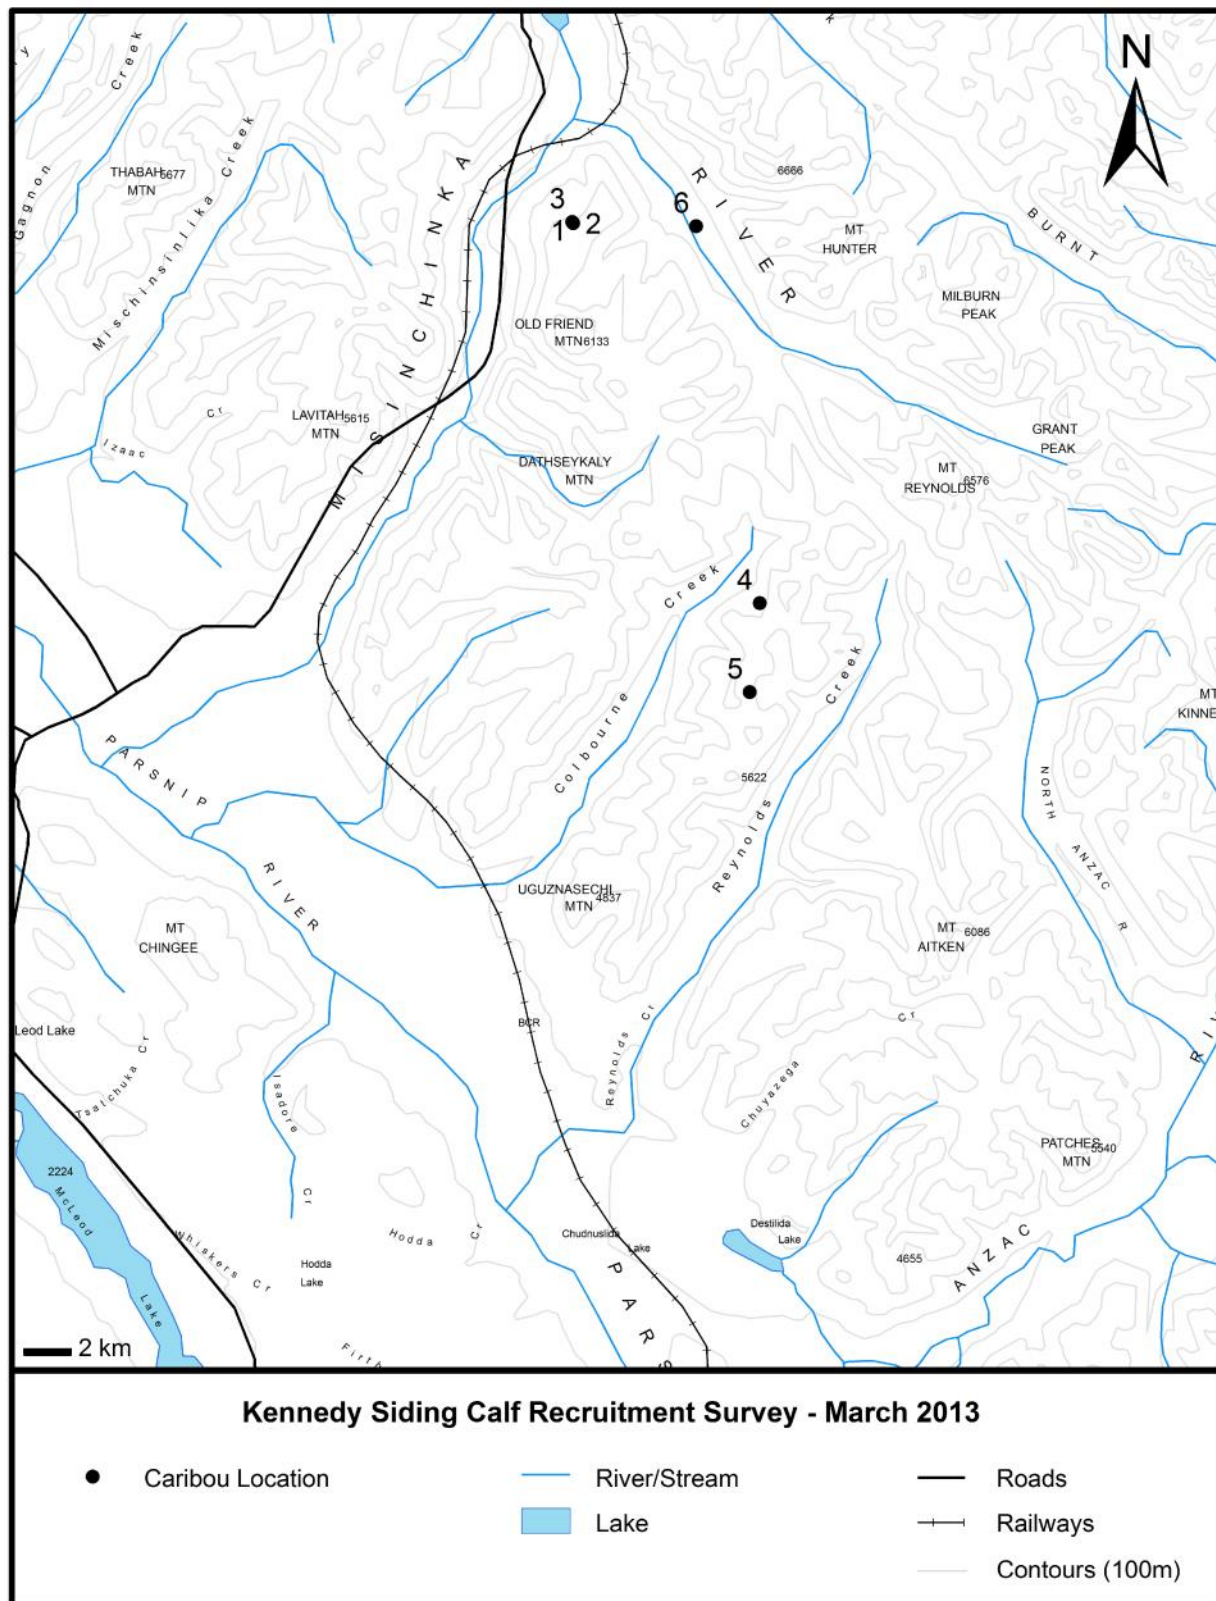 N
Creek
THABAH 5677
MTN
Gagnon
Mischinsinlika Creek
MISINCHINKA
RIVER
6666
3
1 2
6
MT
HUNTER
BURNT
MILBURN
PEAK
OLD FRIEND
MTN 6133
LAVITAH 5615
MTN
Izaac Cr
GRANT
PEAK
DATHSEYKALY
MTN
MT
REYNOLDS 6576
4
5
Colbourne Creek
Reynolds Creek
MT
KINNE
5622
PARSNIP RIVER
NORTH ANZAC R
UGUZNASECHI
MTN 4837
MT
CHINGEE
MT 6086
AITKEN
BCR
Leod Lake
Tsatchuka Cr
Isadore Cr
Reynolds Cr
Chuyazega Cr
RIV
PATCHES 5540
MTN
2224
McLeod Lake
Whiskers Cr
Hodda Cr
Hodda
Lake
Chudnuslida
Lake
Destilida
Lake
4655
ANZAC
PARS
Firth
2 km
Kennedy Siding Calf Recruitment Survey - March 2013
Caribou Location
River/Stream
Roads
Lake
Railways
Contours (100m)